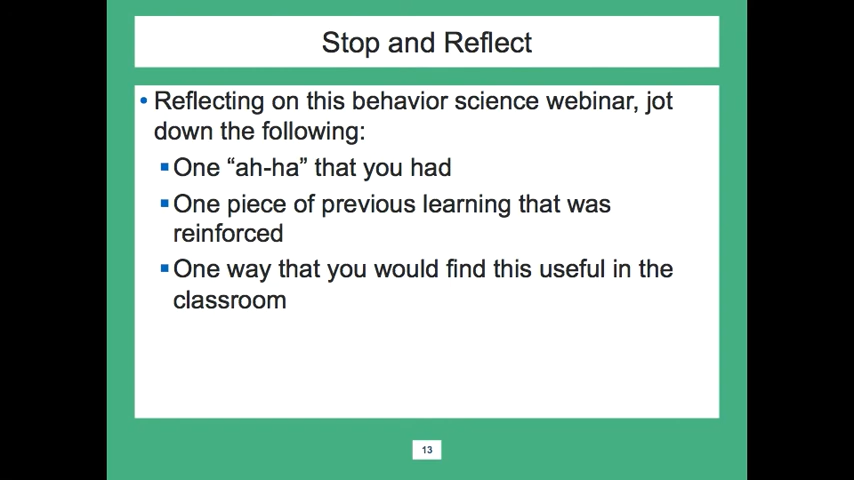 Stop and Reflect
• Reflecting on this behavior science webinar, jot
down the following:
▪ One “ah-ha” that you had
▪ One piece of previous learning that was
reinforced
▪ One way that you would find this useful in the
classroom
13